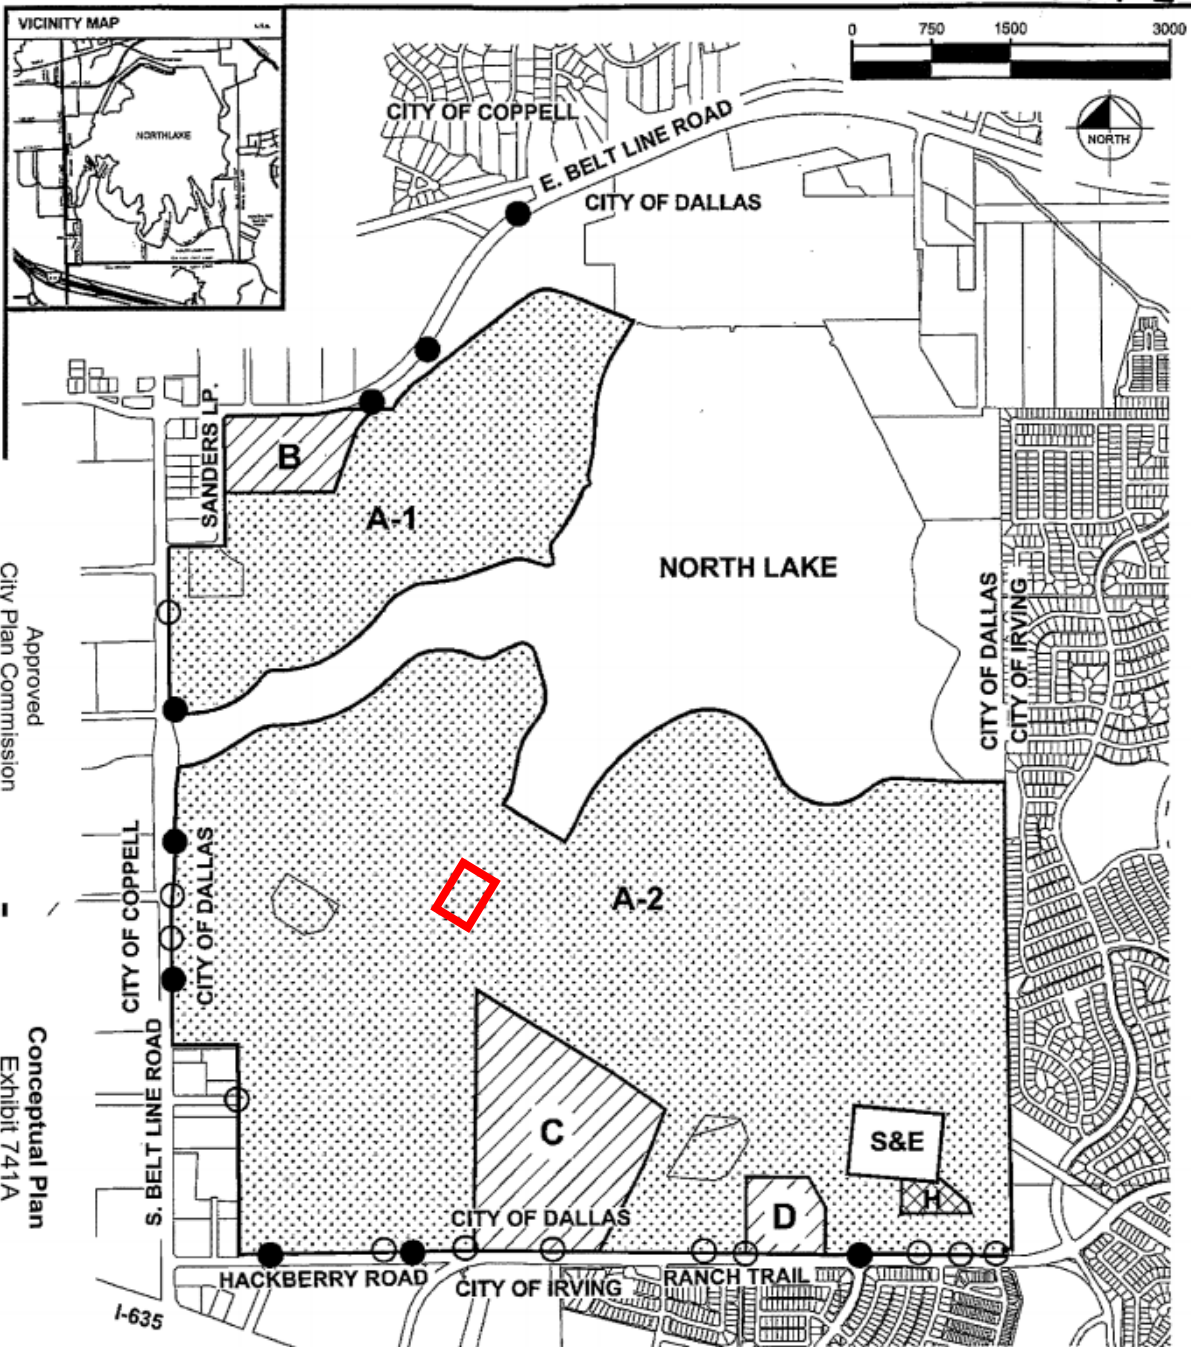 VICINITY MAP
NORTHLAKE
0 750 1500 3000
NORTH
CITY OF COPPELL
E. BELT LINE ROAD
CITY OF DALLAS
SANDERS LP.
B
A-1
NORTH LAKE
CITY OF DALLAS
CITY OF IRVING
Approved
City Plan Commission
CITY OF COPPELL
CITY OF DALLAS
A-2
Conceptual Plan
Exhibit 741A
S. BELT LINE ROAD
C
S&E
H
D
CITY OF DALLAS
HACKBERRY ROAD
CITY OF IRVING
RANCH TRAIL
I-635